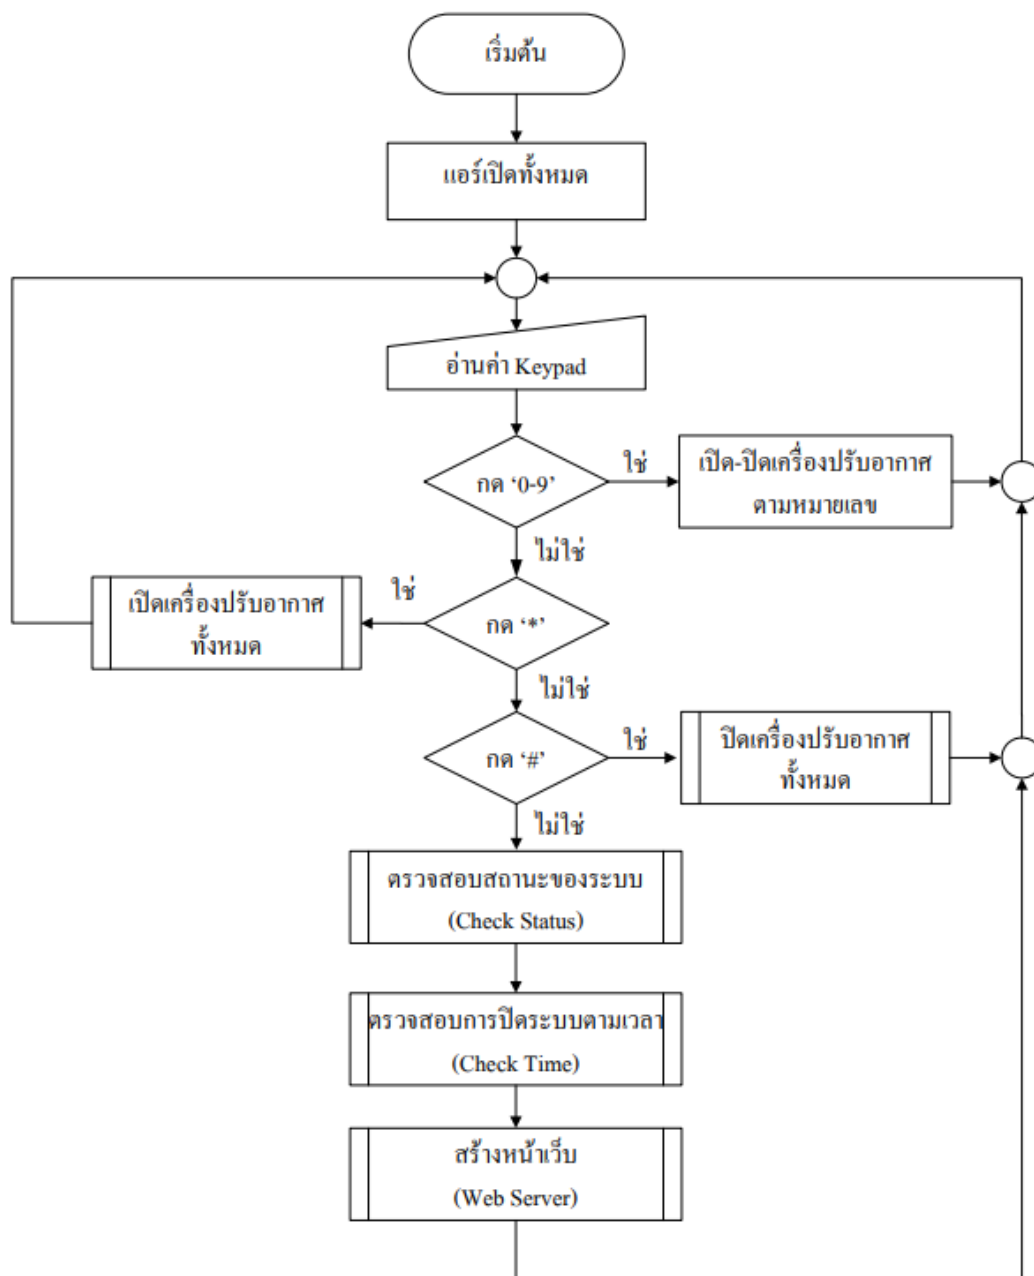 เริ่มต้น
แอร์เปิดทั้งหมด
อ่านค่า Keypad
กด ‘0-9’
ใช่
เปิด-ปิดเครื่องปรับอากาศ
ตามหมายเลข
ไม่ใช่
เปิดเครื่องปรับอากาศ
ทั้งหมด
ใช่
กด ‘*’
ไม่ใช่
กด ‘#’
ใช่
ปิดเครื่องปรับอากาศ
ทั้งหมด
ไม่ใช่
ตรวจสอบสถานะของระบบ
(Check Status)
ตรวจสอบการปิดระบบตามเวลา
(Check Time)
สร้างหน้าเว็บ
(Web Server)